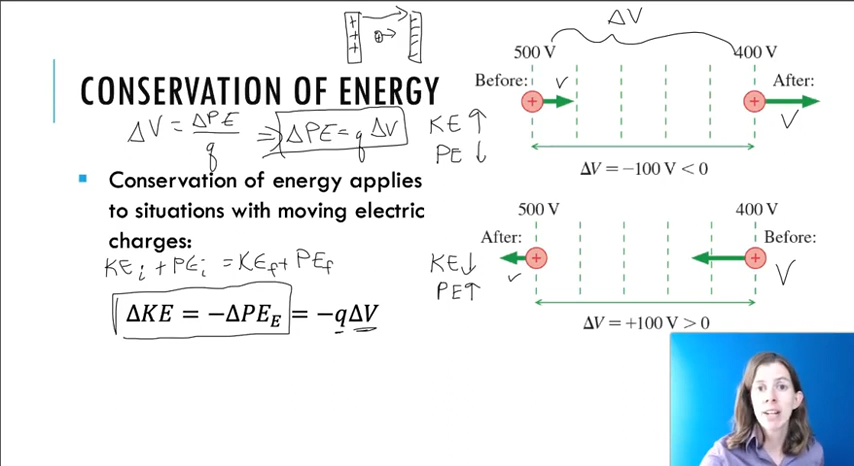 + + +
ΔV
500 V 400 V
Before: V After:
+ +
V
CONSERVATION OF ENERGY
ΔV = ΔPE / q ⇒ ΔPE = q ΔV
KE ↑
PE ↓
ΔV = −100 V < 0
▪ Conservation of energy applies
to situations with moving electric
charges:
KEi + PEi = KEf + PEf
ΔKE = −ΔPE_E = −qΔV
500 V 400 V
After: Before:
+ +
V V
KE ↓
PE ↑
ΔV = +100 V > 0